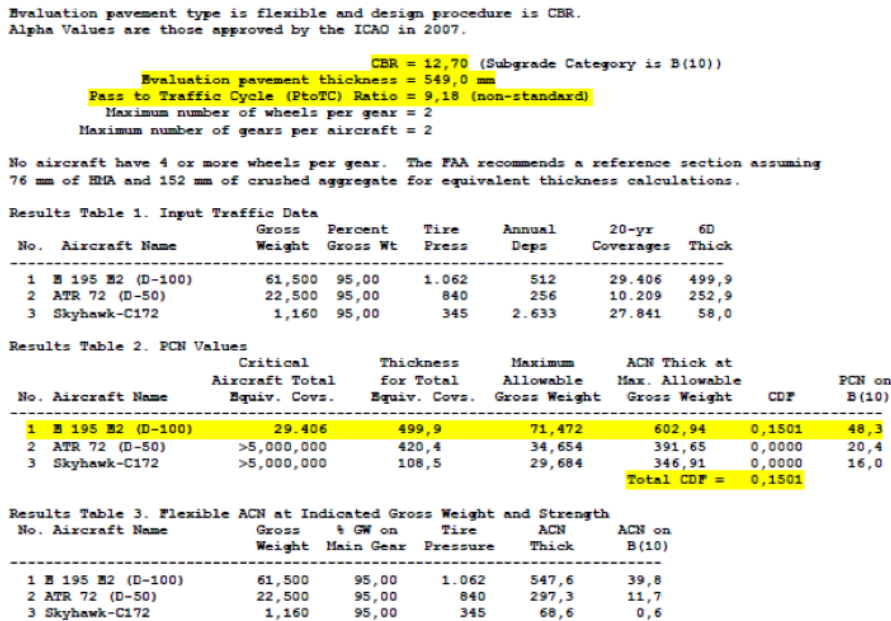 Evaluation pavement type is flexible and design procedure is CBR.
Alpha Values are those approved by the ICAO in 2007.
CBR = 12,70 (Subgrade Category is B(10))
Evaluation pavement thickness = 549,0 mm
Pass to Traffic Cycle (PtoTC) Ratio = 9,18 (non-standard)
Maximum number of wheels per gear = 2
Maximum number of gears per aircraft = 2
No aircraft have 4 or more wheels per gear. The FAA recommends a reference section assuming
76 mm of HMA and 152 mm of crushed aggregate for equivalent thickness calculations.
Results Table 1. Input Traffic Data
Gross Percent Tire Annual 20-yr 6D
No. Aircraft Name Weight Gross Wt Press Deps Coverages Thick
1 E 195 E2 (D-100) 61,500 95,00 1.062 512 29.406 499,9
2 ATR 72 (D-50) 22,500 95,00 840 256 10.209 252,9
3 Skyhawk-C172 1,160 95,00 345 2.633 27.841 58,0
Results Table 2. PCN Values
Critical Thickness Maximum ACN Thick at
Aircraft Total for Total Allowable Max. Allowable PCN on
No. Aircraft Name Equiv. Covs. Equiv. Covs. Gross Weight Gross Weight CDF B(10)
1 E 195 E2 (D-100) 29.406 499,9 71,472 602,94 0,1501 48,3
2 ATR 72 (D-50) >5,000,000 420,4 34,654 391,65 0,0000 20,4
3 Skyhawk-C172 >5,000,000 108,5 29,684 346,91 0,0000 16,0
Total CDF = 0,1501
Results Table 3. Flexible ACN at Indicated Gross Weight and Strength
No. Aircraft Name Gross % GW on Tire ACN ACN on
Weight Main Gear Pressure Thick B(10)
1 E 195 E2 (D-100) 61,500 95,00 1.062 547,6 39,8
2 ATR 72 (D-50) 22,500 95,00 840 297,3 11,7
3 Skyhawk-C172 1,160 95,00 345 68,6 0,6